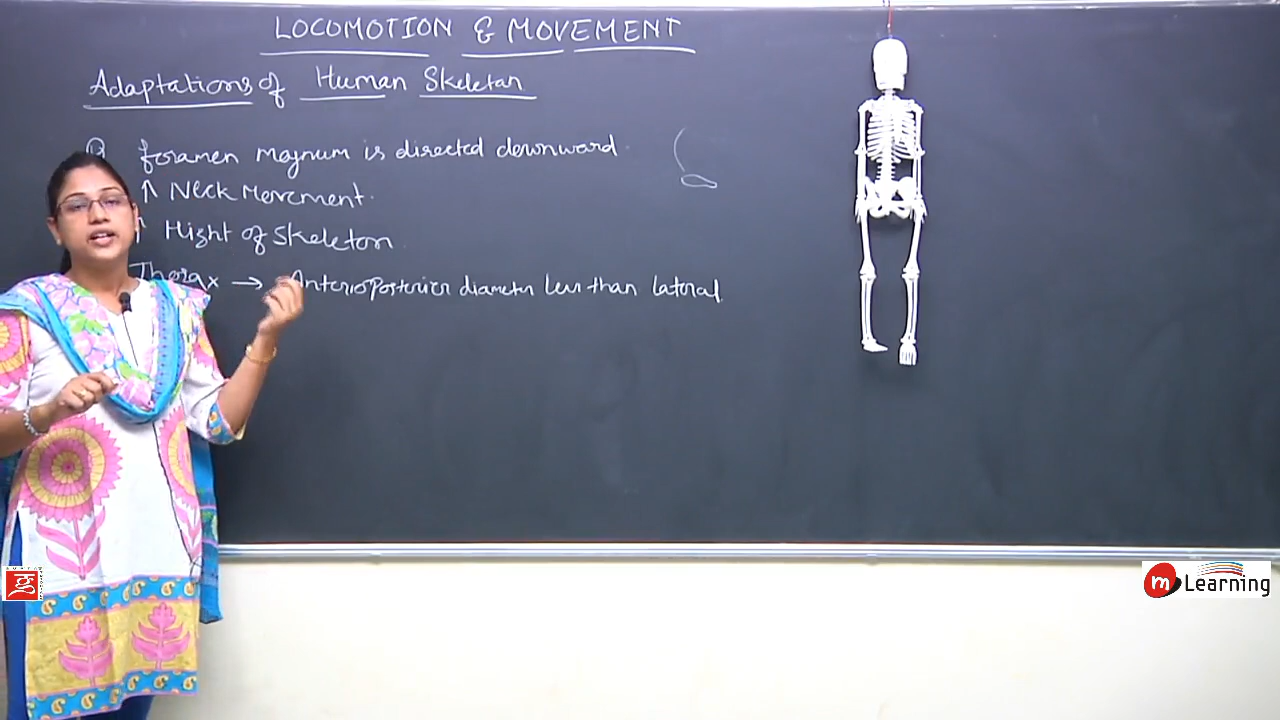 LOCOMOTION & MOVEMENT
Adaptations of Human Skeletan
foramen Magnum is directed downward
↑ Neck Movement.
↑ Hight of Skeleton
Thorax → Anterioposterior diameter less than lateral.
g
m Learning